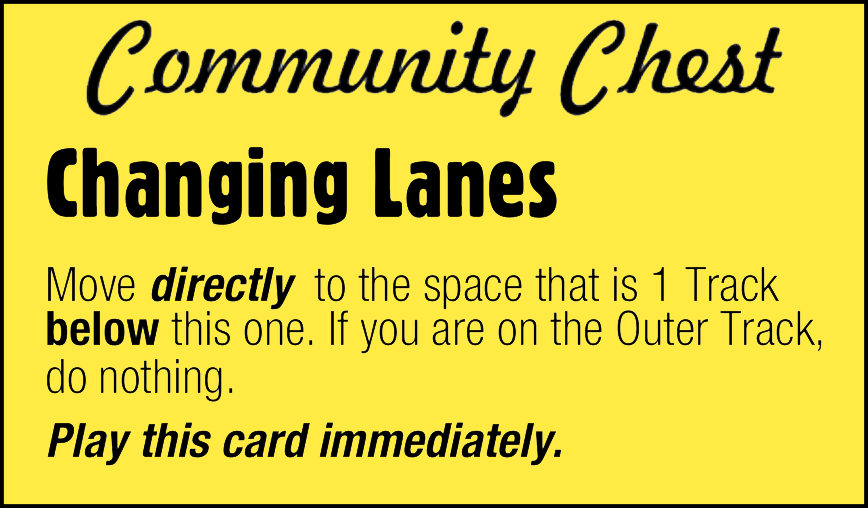 Community Chest
Changing Lanes
Move directly to the space that is 1 Track
below this one. If you are on the Outer Track,
do nothing.
Play this card immediately.